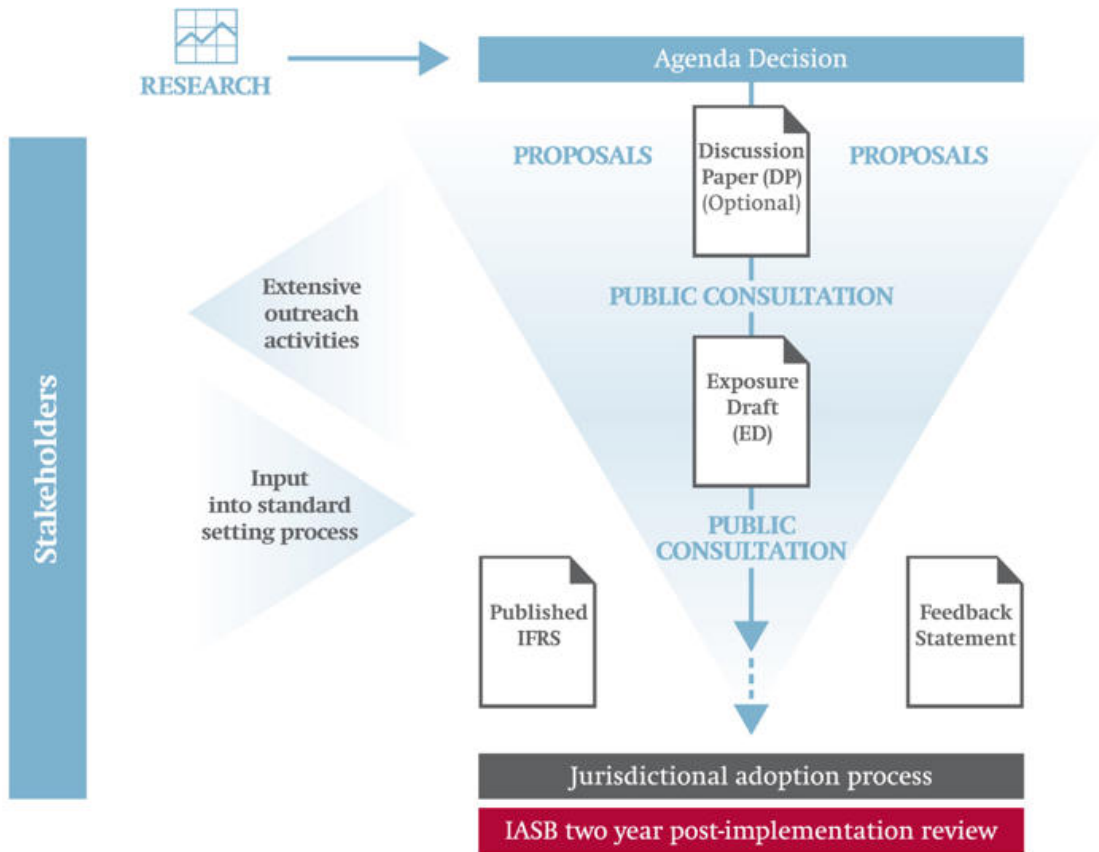 RESEARCH
Agenda Decision
PROPOSALS
Discussion
Paper (DP)
(Optional)
PROPOSALS
PUBLIC CONSULTATION
Extensive
outreach
activities
Exposure
Draft
(ED)
Stakeholders
Input
into standard
setting process
PUBLIC
CONSULTATION
Published
IFRS
Feedback
Statement
Jurisdictional adoption process
IASB two year post-implementation review